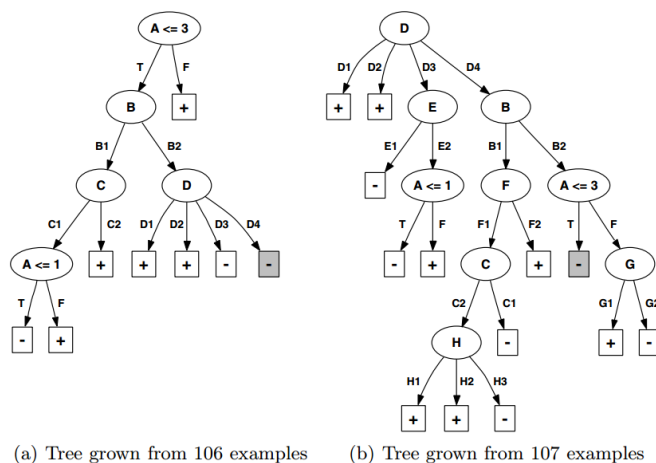 A <= 3
D
T F
D1 D2 D3 D4
B + + + E B
B1 B2 E1 E2 B1 B2
C D - A <= 1 F A <= 3
C1 C2 D1 D2 D3 D4 T F F1 F2 T F
A <= 1 + + + - - - + C + - G
T F C2 C1 G1 G2
- + H - + -
H1 H2 H3
+ + -
(a) Tree grown from 106 examples
(b) Tree grown from 107 examples